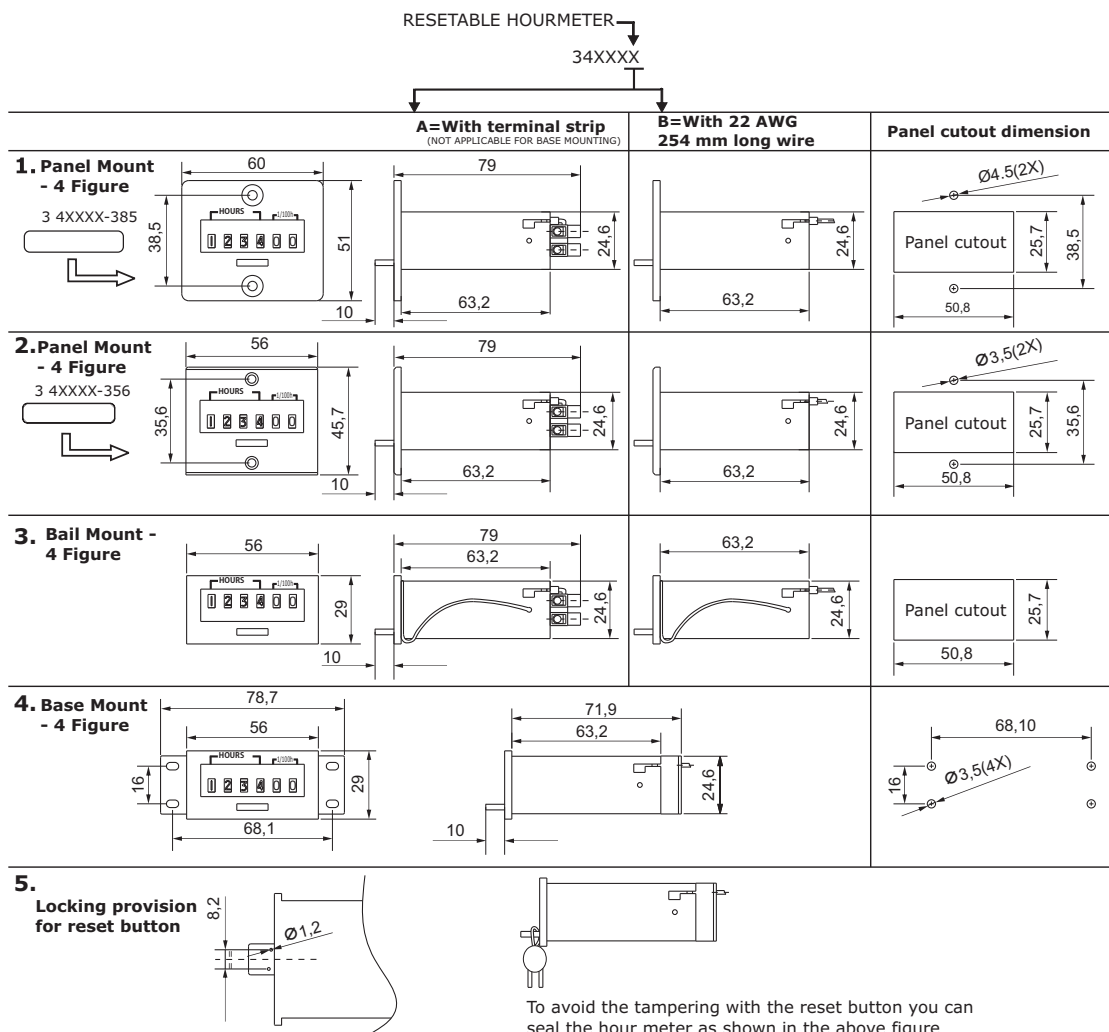 RESETABLE HOURMETER
34XXXX
A=With terminal strip
(NOT APPLICABLE FOR BASE MOUNTING)
B=With 22 AWG
254 mm long wire
Panel cutout dimension
1. Panel Mount
- 4 Figure
3 4XXXX-385
60
38,5
HOURS
1/100h
1 2 3 4 0 0
51
79
24,6
63,2
10
24,6
63,2
Ø4.5(2X)
Panel cutout
25,7
38,5
50,8
2.Panel Mount
- 4 Figure
3 4XXXX-356
56
35,6
HOURS
1/100h
1 2 3 4 0 0
45,7
79
24,6
63,2
10
24,6
63,2
Ø3,5(2X)
Panel cutout
25,7
35,6
50,8
3. Bail Mount -
4 Figure
56
HOURS
1/100h
1 2 3 4 0 0
29
79
63,2
24,6
10
63,2
24,6
Panel cutout
25,7
50,8
4. Base Mount
- 4 Figure
78,7
56
16
HOURS
1/100h
1 2 3 4 0 0
29
68,1
71,9
63,2
24,6
10
68,10
16
Ø3,5(4X)
5.
Locking provision
for reset button
8,2
=
=
Ø1,2
To avoid the tampering with the reset button you can
seal the hour meter as shown in the above figure